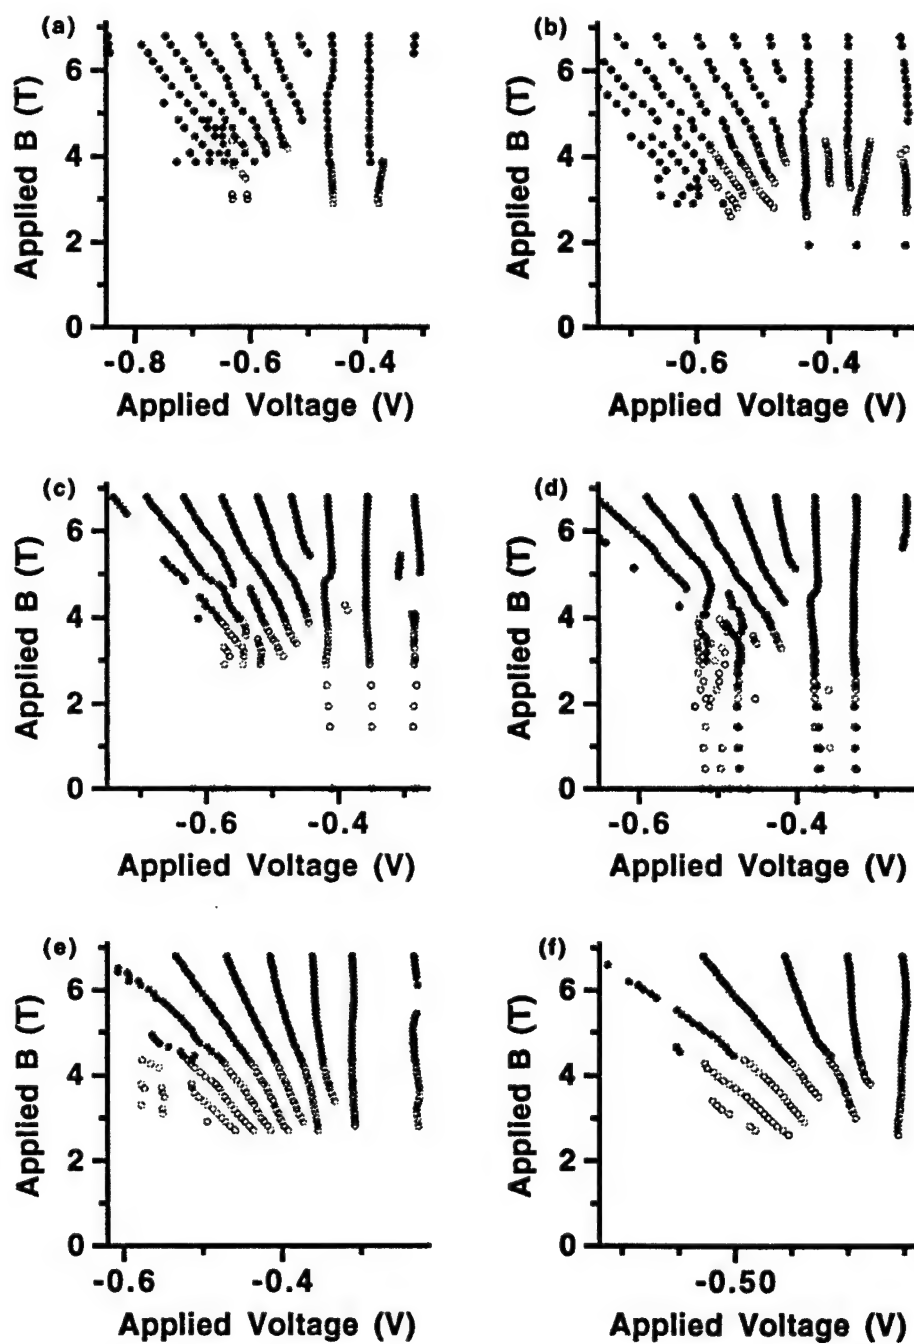 (a)
Applied B (T)
6
4
2
0
-0.8 -0.6 -0.4
Applied Voltage (V)
(b)
Applied B (T)
6
4
2
0
-0.6 -0.4
Applied Voltage (V)
(c)
Applied B (T)
6
4
2
0
-0.6 -0.4
Applied Voltage (V)
(d)
Applied B (T)
6
4
2
0
-0.6 -0.4
Applied Voltage (V)
(e)
Applied B (T)
6
4
2
0
-0.6 -0.4
Applied Voltage (V)
(f)
Applied B (T)
6
4
2
0
-0.50
Applied Voltage (V)